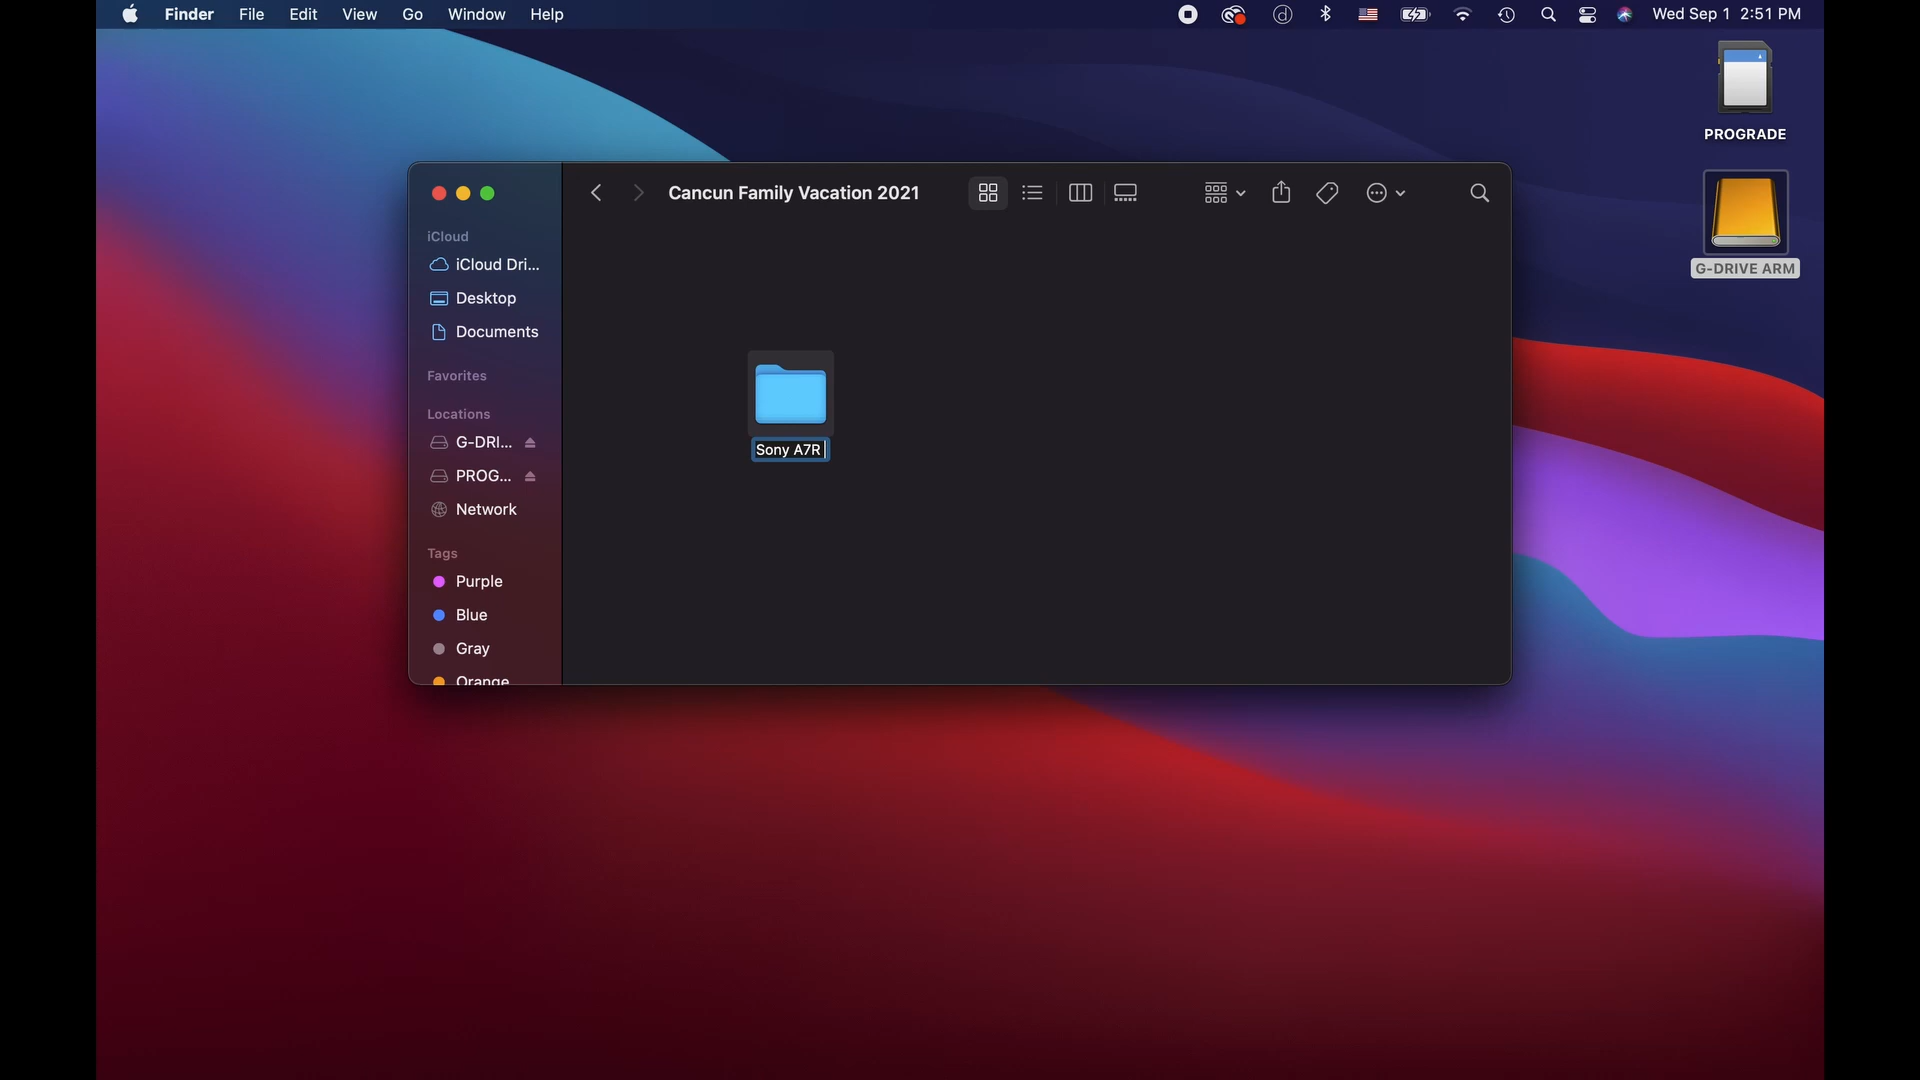 Finder File Edit View Go Window Help Wed Sep 1 2:51 PM
PROGRADE
G-DRIVE ARM
Cancun Family Vacation 2021
iCloud
iCloud Dri...
Desktop
Documents
Favorites
Locations
G-DRI...
PROG...
Network
Tags
Purple
Blue
Gray
Orange
Sony A7R